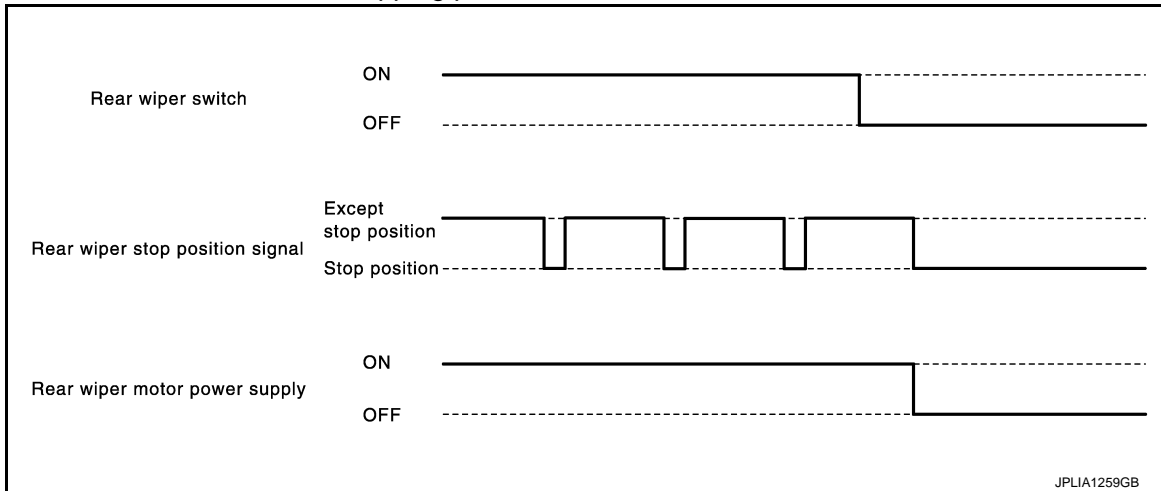 ON
Rear wiper switch
OFF
Except
stop position
Rear wiper stop position signal
Stop position
ON
Rear wiper motor power supply
OFF
JPLIA1259GB